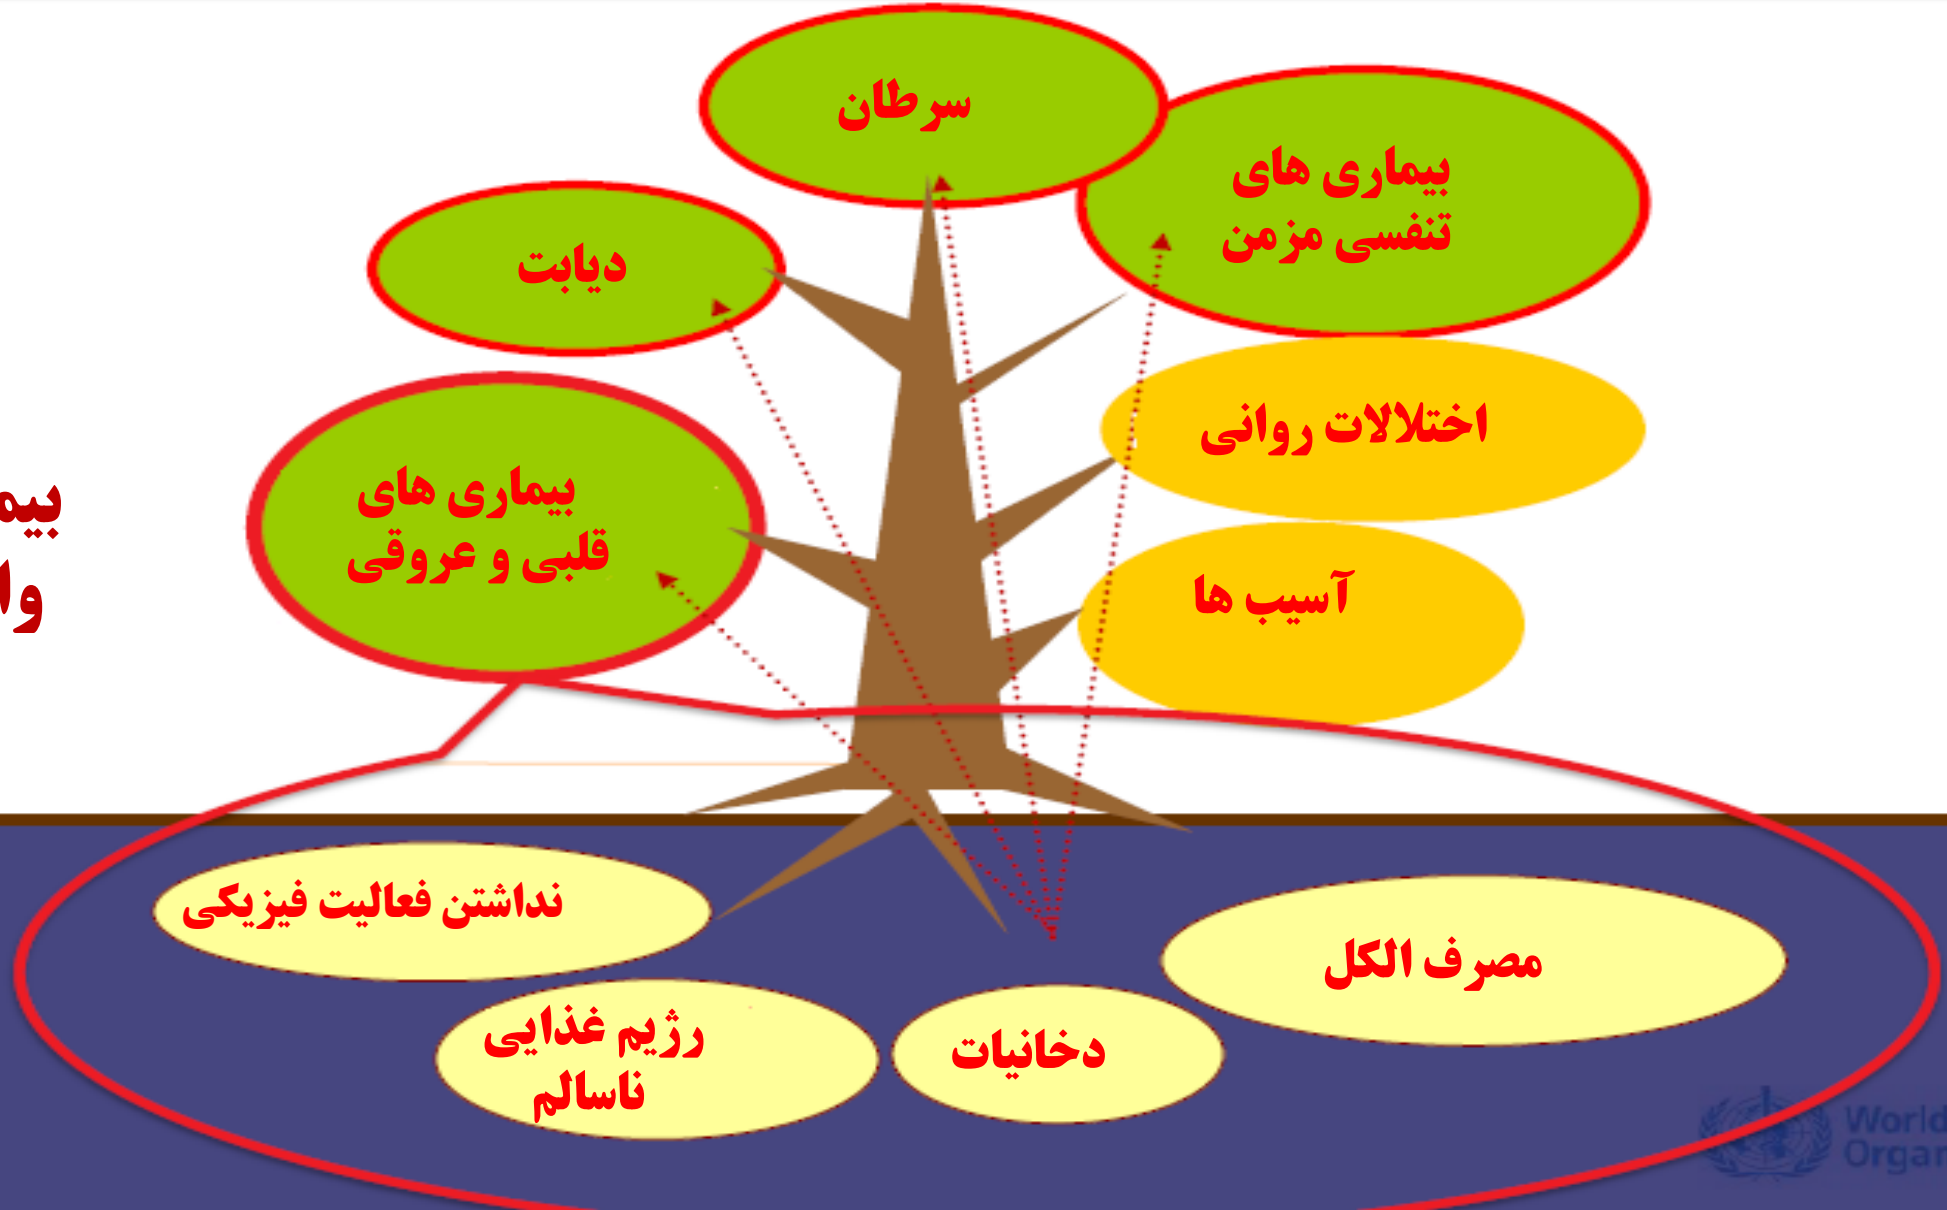 سرطان
بیماری های
تنفسی مزمن
دیابت
اختلالات روانی
بیماری های
قلبی و عروقی
آسیب ها
نداشتن فعالیت فیزیکی
مصرف الکل
رژیم غذایی
ناسالم
دخانیات
World